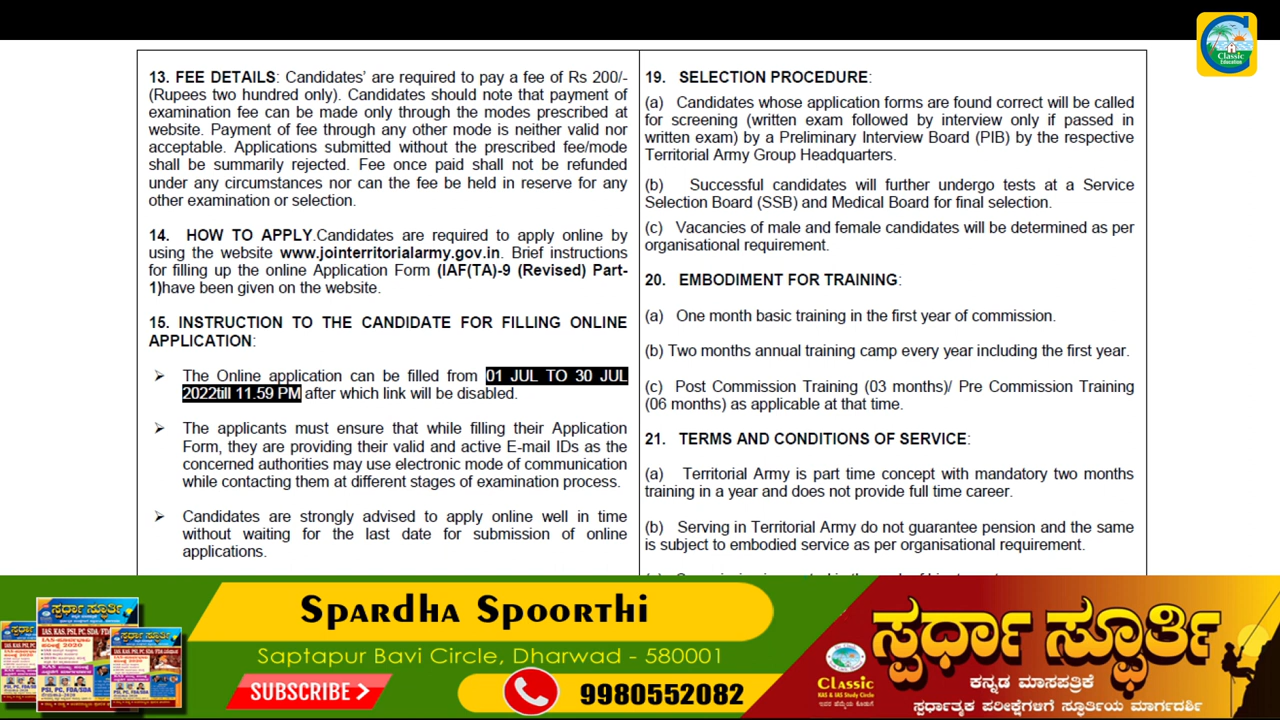 Classic
Education
13. FEE DETAILS: Candidates' are required to pay a fee of Rs 200/-
(Rupees two hundred only). Candidates should note that payment of
examination fee can be made only through the modes prescribed at
website. Payment of fee through any other mode is neither valid nor
acceptable. Applications submitted without the prescribed fee/mode
shall be summarily rejected. Fee once paid shall not be refunded
under any circumstances nor can the fee be held in reserve for any
other examination or selection.
14. HOW TO APPLY.Candidates are required to apply online by
using the website www.jointerritorialarmy.gov.in. Brief instructions
for filling up the online Application Form (IAF(TA)-9 (Revised) Part-
1)have been given on the website.
15. INSTRUCTION TO THE CANDIDATE FOR FILLING ONLINE
APPLICATION:
➢ The Online application can be filled from 01 JUL TO 30 JUL
2022till 11.59 PM after which link will be disabled.
➢ The applicants must ensure that while filling their Application
Form, they are providing their valid and active E-mail IDs as the
concerned authorities may use electronic mode of communication
while contacting them at different stages of examination process.
➢ Candidates are strongly advised to apply online well in time
without waiting for the last date for submission of online
applications.
19. SELECTION PROCEDURE:
(a) Candidates whose application forms are found correct will be called
for screening (written exam followed by interview only if passed in
written exam) by a Preliminary Interview Board (PIB) by the respective
Territorial Army Group Headquarters.
(b) Successful candidates will further undergo tests at a Service
Selection Board (SSB) and Medical Board for final selection.
(c) Vacancies of male and female candidates will be determined as per
organisational requirement.
20. EMBODIMENT FOR TRAINING:
(a) One month basic training in the first year of commission.
(b) Two months annual training camp every year including the first year.
(c) Post Commission Training (03 months)/ Pre Commission Training
(06 months) as applicable at that time.
21. TERMS AND CONDITIONS OF SERVICE:
(a) Territorial Army is part time concept with mandatory two months
training in a year and does not provide full time career.
(b) Serving in Territorial Army do not guarantee pension and the same
is subject to embodied service as per organisational requirement.
ಸ್ಪರ್ಧಾ ಸ್ಫೂರ್ತಿ
Spardha Spoorthi
Saptapur Bavi Circle, Dharwad - 580001
SUBSCRIBE >
9980552082
Classic
KAS & IAS Study Circle
ಸ್ಪರ್ಧಾ ಸ್ಫೂರ್ತಿ
ಕನ್ನಡ ಮಾಸಪತ್ರಿಕೆ
ಸ್ಪರ್ಧಾತ್ಮಕ ಪರೀಕ್ಷೆಗಳಿಗೆ ಸ್ಫೂರ್ತಿಯ ಮಾರ್ಗದರ್ಶಿ